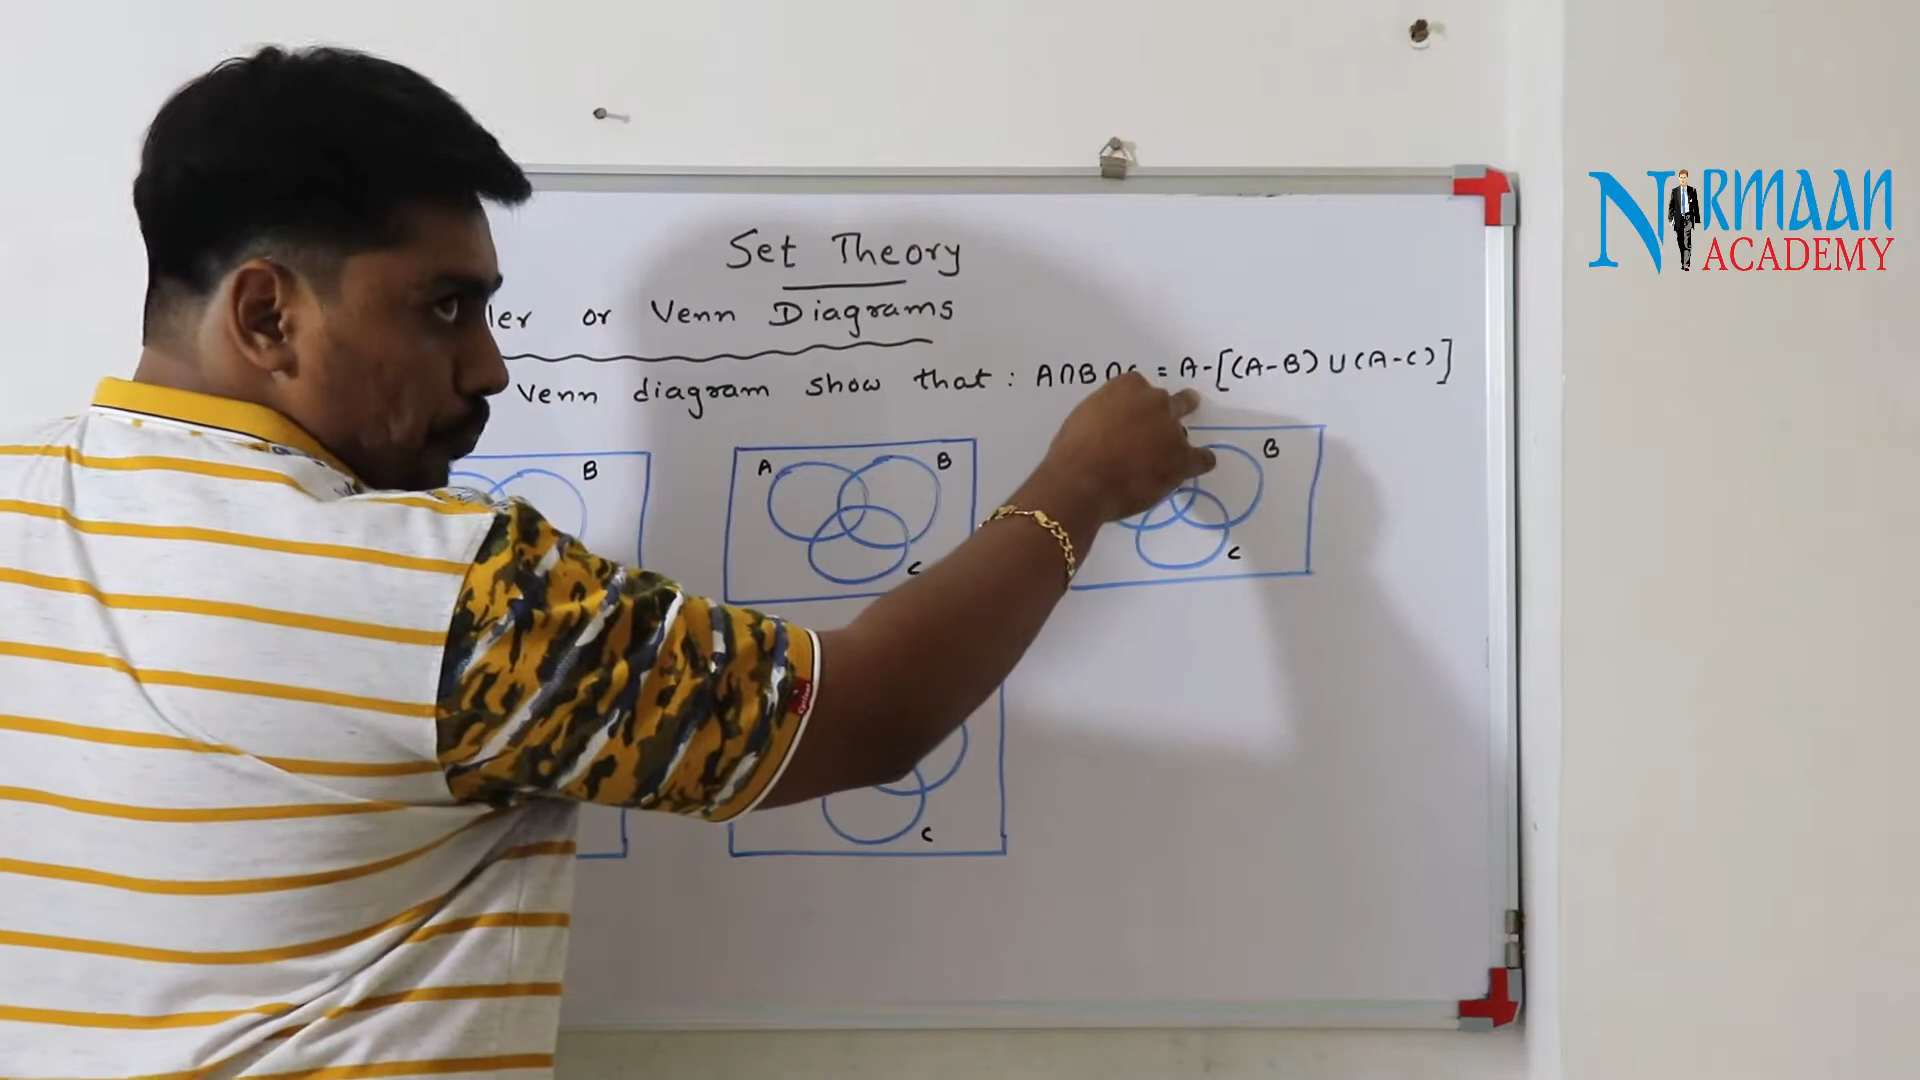 NIRMAAN
ACADEMY
Set Theory
ler or Venn Diagrams
Venn diagram show that : A∩B∩C = A-[(A-B) ∪ (A-C)]
B
A B
C
B
C
C